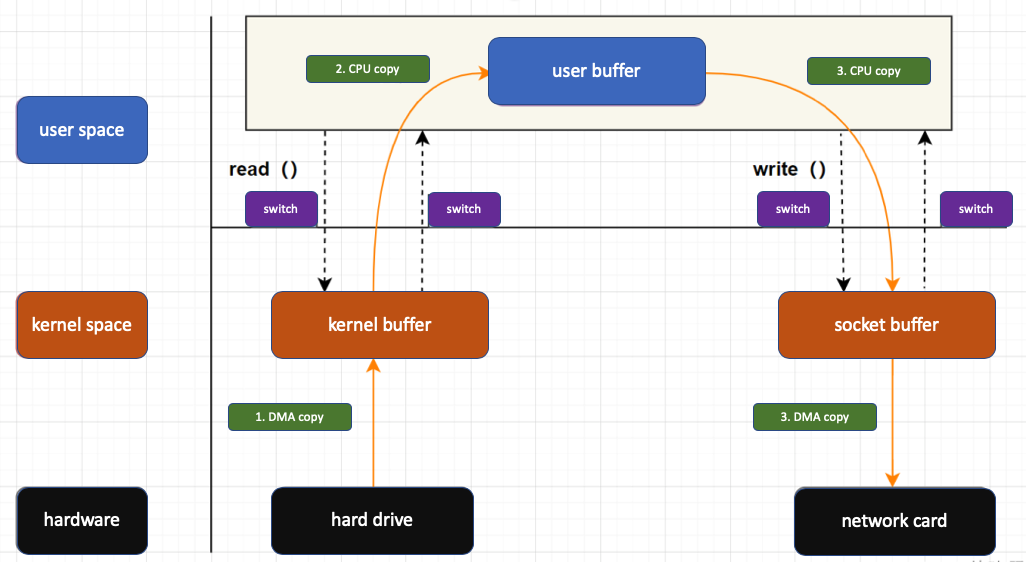 2. CPU copy
user buffer
3. CPU copy
user space
read ()
write ()
switch
switch
switch
switch
kernel space
kernel buffer
socket buffer
1. DMA copy
3. DMA copy
hardware
hard drive
network card